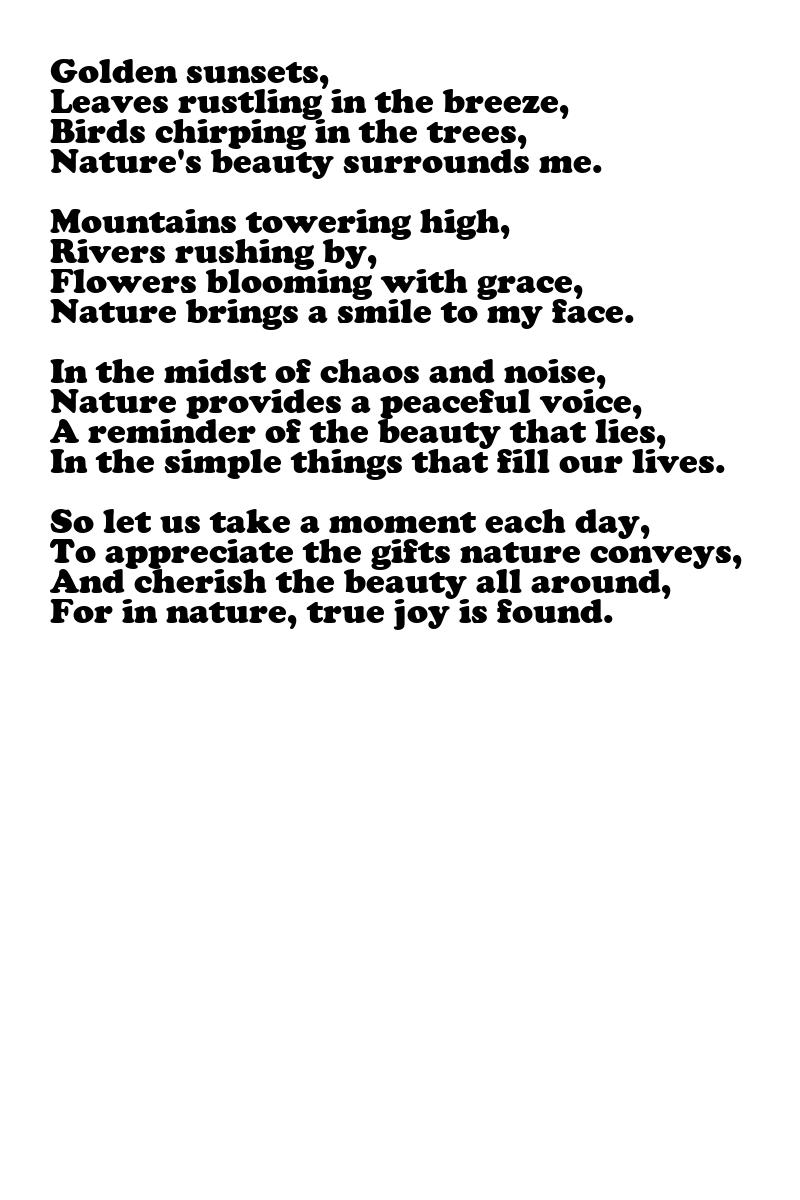 Golden sunsets,
Leaves rustling in the breeze,
Birds chirping in the trees,
Nature's beauty surrounds me.

Mountains towering high,
Rivers rushing by,
Flowers blooming with grace,
Nature brings a smile to my face.

In the midst of chaos and noise,
Nature provides a peaceful voice,
A reminder of the beauty that lies,
In the simple things that fill our lives.

So let us take a moment each day,
To appreciate the gifts nature conveys,
And cherish the beauty all around,
For in nature, true joy is found.